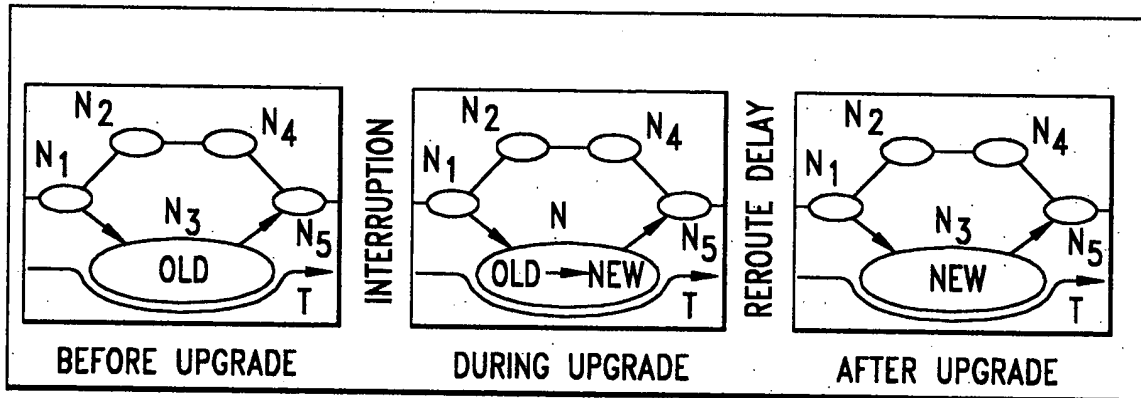 N1
N2
N4
N3
N5
OLD
T
BEFORE UPGRADE
INTERRUPTION
N1
N2
N4
N
N5
OLD NEW
T
DURING UPGRADE
REROUTE DELAY
N1
N2
N4
N3
N5
NEW
T
AFTER UPGRADE